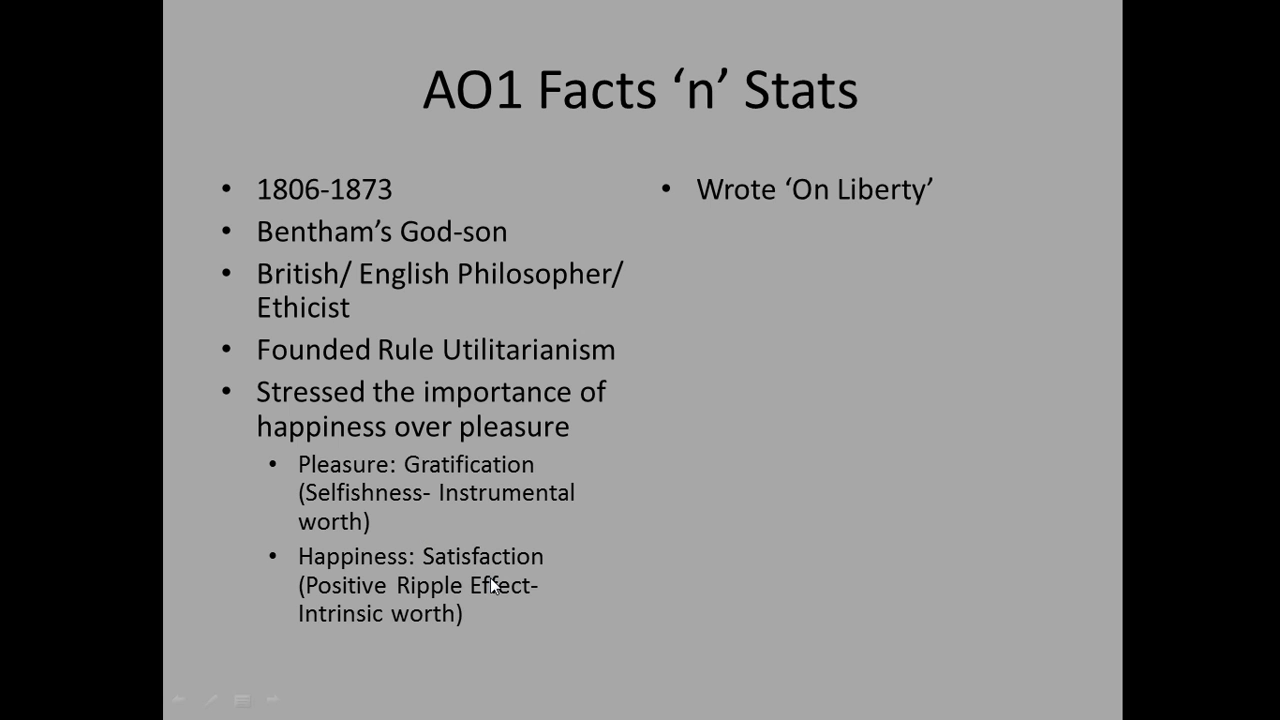 AO1 Facts ‘n’ Stats
• 1806-1873
• Bentham’s God-son
• British/ English Philosopher/
Ethicist
• Founded Rule Utilitarianism
• Stressed the importance of
happiness over pleasure
• Pleasure: Gratification
(Selfishness- Instrumental
worth)
• Happiness: Satisfaction
(Positive Ripple Effect-
Intrinsic worth)
• Wrote ‘On Liberty’